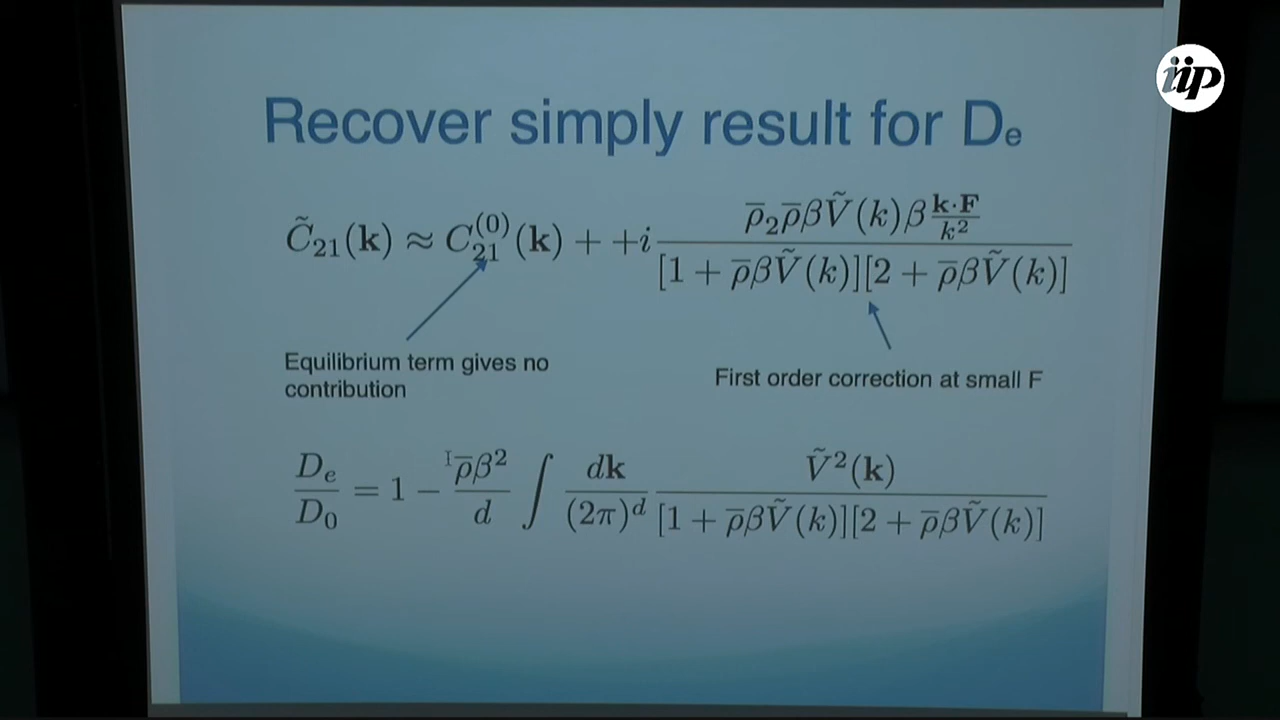 iip
Recover simply result for Dₑ
C̃₂₁(𝐤) ≈ C₂₁⁽⁰⁾(𝐤) + +i ρ̅₂ρ̅βṼ(k)β(𝐤·𝐅/k²) / [1 + ρ̅βṼ(k)][2 + ρ̅βṼ(k)]
Equilibrium term gives no
contribution
First order correction at small F
Dₑ/D₀ = 1 − ρ̅β²/d ∫ d𝐤/(2π)ᵈ Ṽ²(𝐤) / [1 + ρ̅βṼ(k)][2 + ρ̅βṼ(k)]